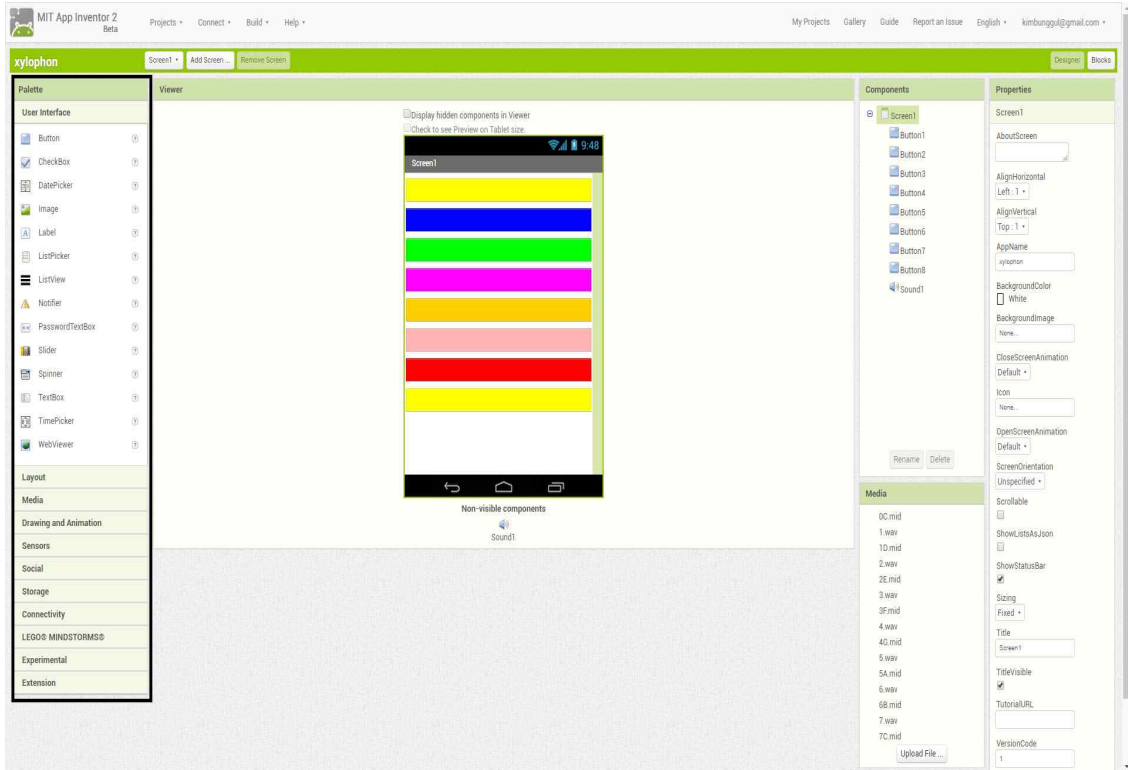 MIT App Inventor 2
Beta
Projects Connect Build Help
My Projects Gallery Guide Report an Issue English kimbunggul@gmail.com
xylophon
Screen1 Add Screen ... Remove Screen
Designer Blocks
Palette
User Interface
Button
CheckBox
DatePicker
Image
Label
ListPicker
ListView
Notifier
PasswordTextBox
Slider
Spinner
TextBox
TimePicker
WebViewer
Layout
Media
Drawing and Animation
Sensors
Social
Storage
Connectivity
LEGO® MINDSTORMS®
Experimental
Extension
Viewer
Display hidden components in Viewer
Check to see Preview on Tablet size.
9:48
Screen1
Non-visible components
Sound1
Components
Screen1
Button1
Button2
Button3
Button4
Button5
Button6
Button7
Button8
Sound1
Rename Delete
Media
0C.mid
1.wav
1D.mid
2.wav
2E.mid
3.wav
3F.mid
4.wav
4G.mid
5.wav
5A.mid
6.wav
6B.mid
7.wav
7C.mid
Upload File ...
Properties
Screen1
AboutScreen
AlignHorizontal
Left : 1
AlignVertical
Top : 1
AppName
xylophon
BackgroundColor
White
BackgroundImage
None...
CloseScreenAnimation
Default
Icon
None...
OpenScreenAnimation
Default
ScreenOrientation
Unspecified
Scrollable
ShowListsAsJson
ShowStatusBar
Sizing
Fixed
Title
Screen1
TitleVisible
TutorialURL
VersionCode
1